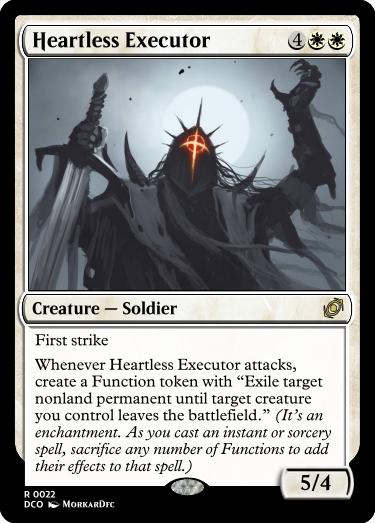 Heartless Executor 4
Creature — Soldier
First strike
Whenever Heartless Executor attacks,
create a Function token with “Exile target
nonland permanent until target creature
you control leaves the battlefield.” (It’s an
enchantment. As you cast an instant or sorcery
spell, sacrifice any number of Functions to add
their effects to that spell.)
5/4
R 0022
DCO MorkarDfc